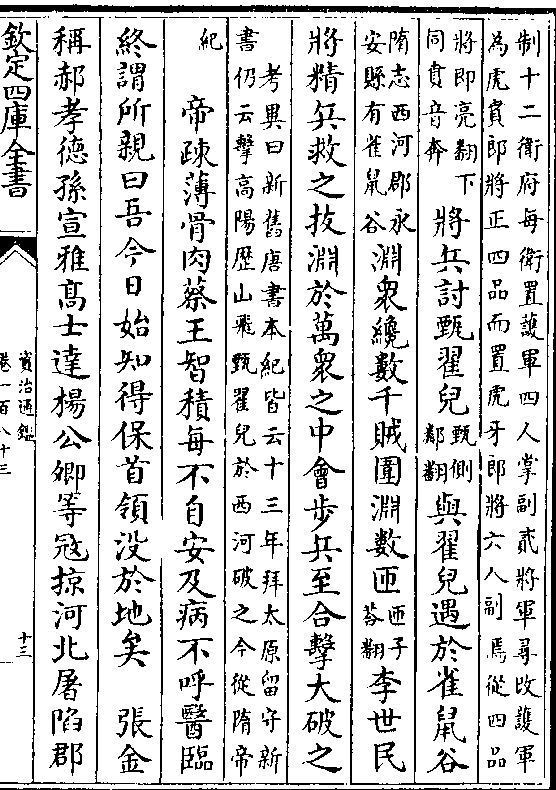 制十二衛府每衛置䕶軍四人掌副貳將軍尋改䕶軍
為虎賁郎將正四品而置虎牙郎將六人副焉從四品
將即亮翻下
同賁音奔
將兵討甄翟兒
甄側
鄰翻
與翟兒遇於雀鼠谷
隋志西河郡永
安縣有雀鼠谷
淵衆纔數千賊圍淵數匝
匝子
荅翻
李世民
將精兵救之拔淵於萬衆之中會步兵至合擊大破之
考異曰新舊唐書本紀皆云十三年拜太原留守新
書仍云擊高陽歴山飛甄翟兒於西河破之今從隋帝
紀
帝疎薄骨肉蔡王智積每不自安及病不呼醫臨
終謂所親曰吾今日始知得保首領没於地矣 張金
稱郝孝德孫宣雅髙士達楊公卿等寇掠河北屠陷郡
欽定四庫全書
資治通鑑
卷一百八十三
十三